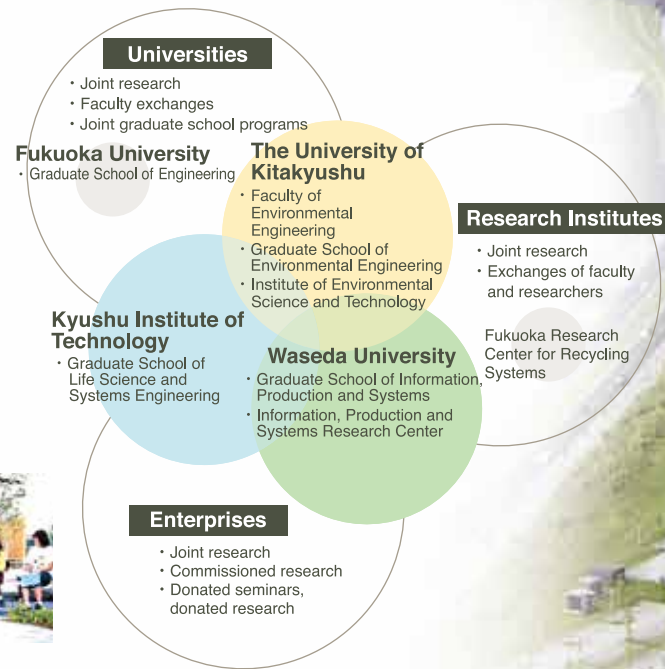 Universities
・Joint research
・Faculty exchanges
・Joint graduate school programs
Fukuoka University
・Graduate School of Engineering
The University of
Kitakyushu
・Faculty of
Environmental
Engineering
・Graduate School of
Environmental Engineering
・Institute of Environmental
Science and Technology
Research Institutes
・Joint research
・Exchanges of faculty
and researchers
Fukuoka Research
Center for Recycling
Systems
Kyushu Institute of
Technology
・Graduate School of
Life Science and
Systems Engineering
Waseda University
・Graduate School of Information,
Production and Systems
・Information, Production and
Systems Research Center
Enterprises
・Joint research
・Commissioned research
・Donated seminars,
donated research